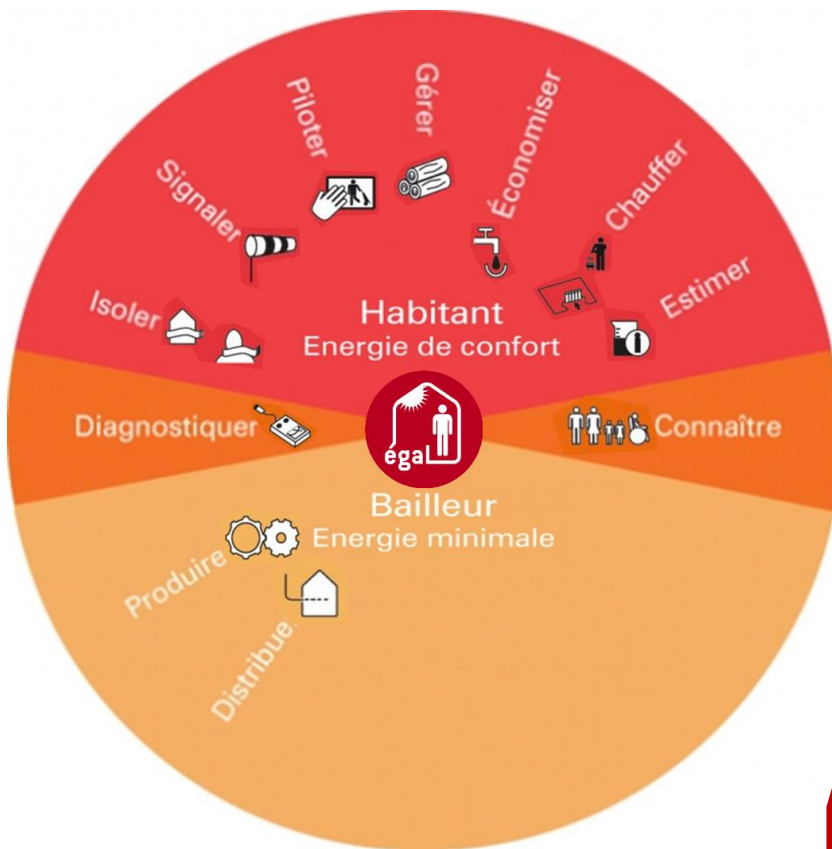 Isoler
Signaler
Piloter
Gérer
Économiser
Chauffer
Estimer
Habitant
Energie de confort
Diagnostiquer
égaL
Connaître
Bailleur
Energie minimale
Produire
Distribue